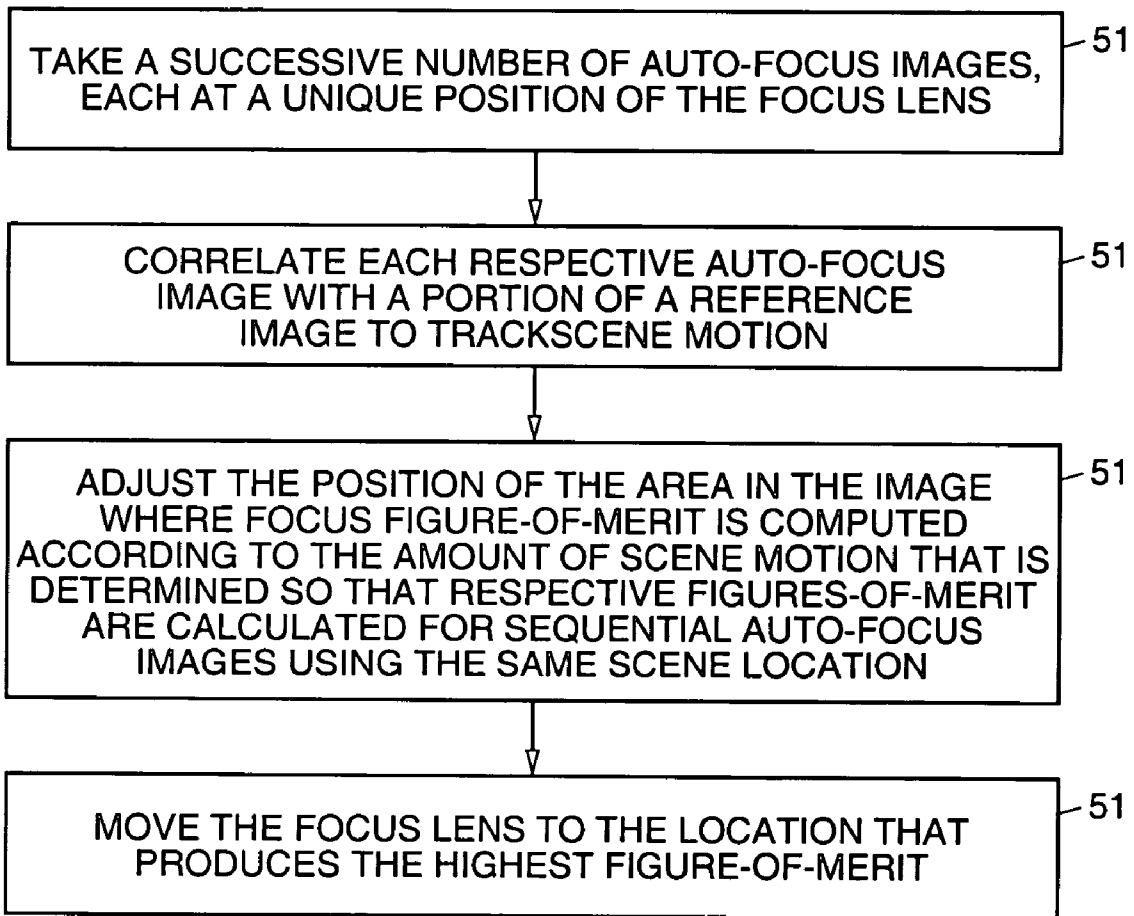 51
TAKE A SUCCESSIVE NUMBER OF AUTO-FOCUS IMAGES,
EACH AT A UNIQUE POSITION OF THE FOCUS LENS
51
CORRELATE EACH RESPECTIVE AUTO-FOCUS
IMAGE WITH A PORTION OF A REFERENCE
IMAGE TO TRACKSCENE MOTION
51
ADJUST THE POSITION OF THE AREA IN THE IMAGE
WHERE FOCUS FIGURE-OF-MERIT IS COMPUTED
ACCORDING TO THE AMOUNT OF SCENE MOTION THAT IS
DETERMINED SO THAT RESPECTIVE FIGURES-OF-MERIT
ARE CALCULATED FOR SEQUENTIAL AUTO-FOCUS
IMAGES USING THE SAME SCENE LOCATION
51
MOVE THE FOCUS LENS TO THE LOCATION THAT
PRODUCES THE HIGHEST FIGURE-OF-MERIT